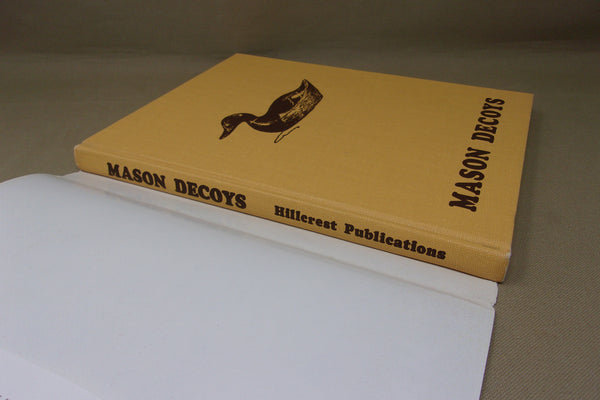 MASON DECOYS
MASON DECOYS Hillcrest Publications